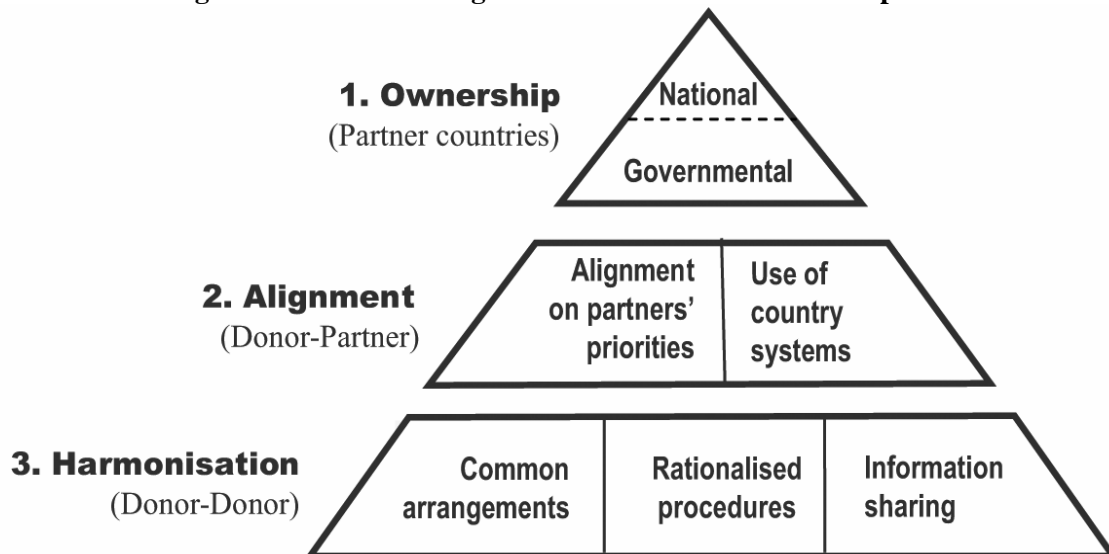 1. Ownership
(Partner countries)
National
Governmental
2. Alignment
(Donor-Partner)
Alignment
on partners’
priorities
Use of
country
systems
3. Harmonisation
(Donor-Donor)
Common
arrangements
Rationalised
procedures
Information
sharing